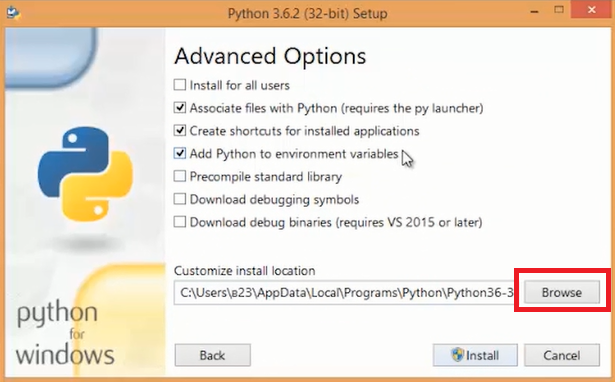 Python 3.6.2 (32-bit) Setup
Advanced Options
Install for all users
Associate files with Python (requires the py launcher)
Create shortcuts for installed applications
Add Python to environment variables
Precompile standard library
Download debugging symbols
Download debug binaries (requires VS 2015 or later)
Customize install location
C:\Users\в23\AppData\Local\Programs\Python\Python36-3
Browse
python
for
windows
Back
Install
Cancel